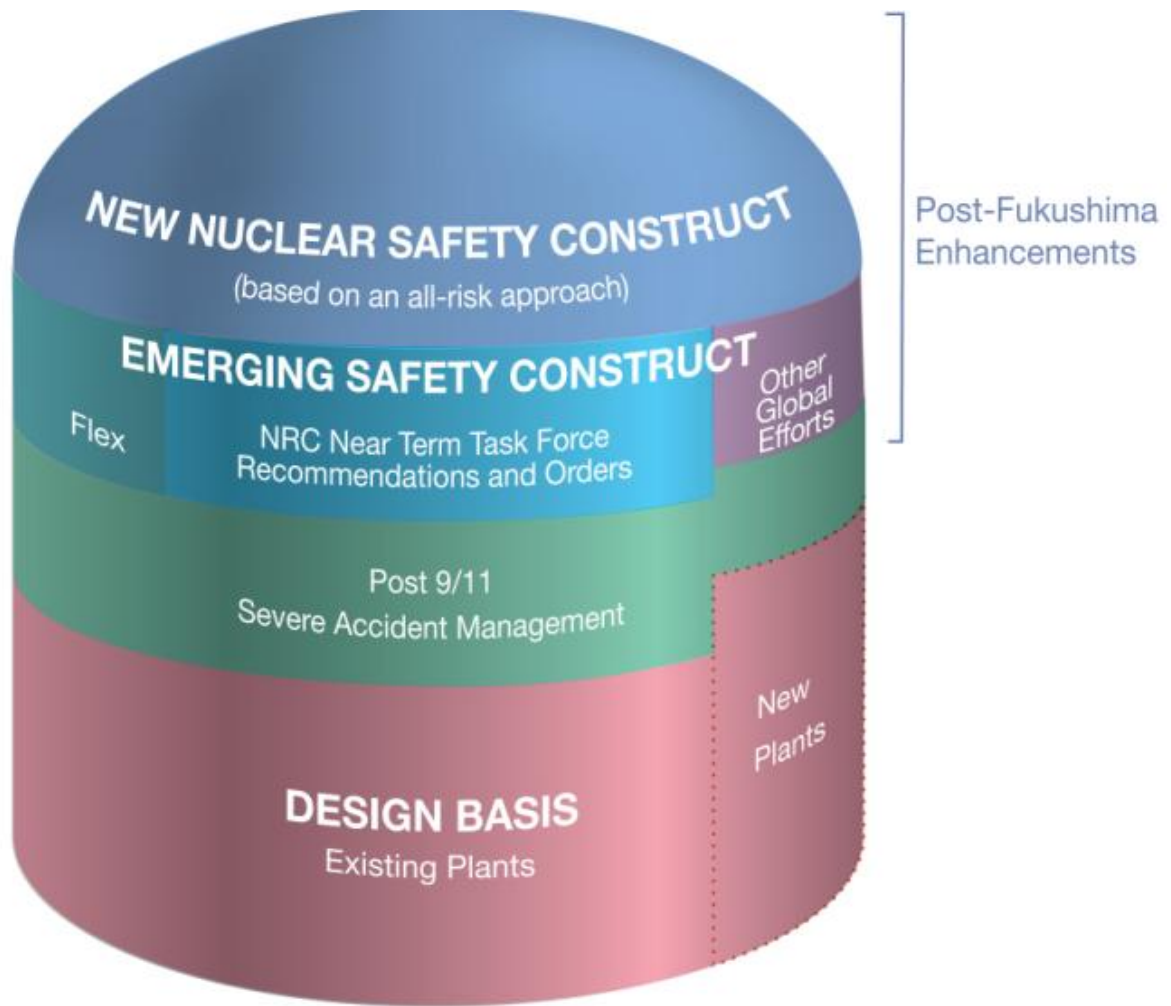 NEW NUCLEAR SAFETY CONSTRUCT
(based on an all-risk approach)
Post-Fukushima
Enhancements
EMERGING SAFETY CONSTRUCT
Flex
NRC Near Term Task Force
Recommendations and Orders
Other
Global
Efforts
Post 9/11
Severe Accident Management
New
Plants
DESIGN BASIS
Existing Plants